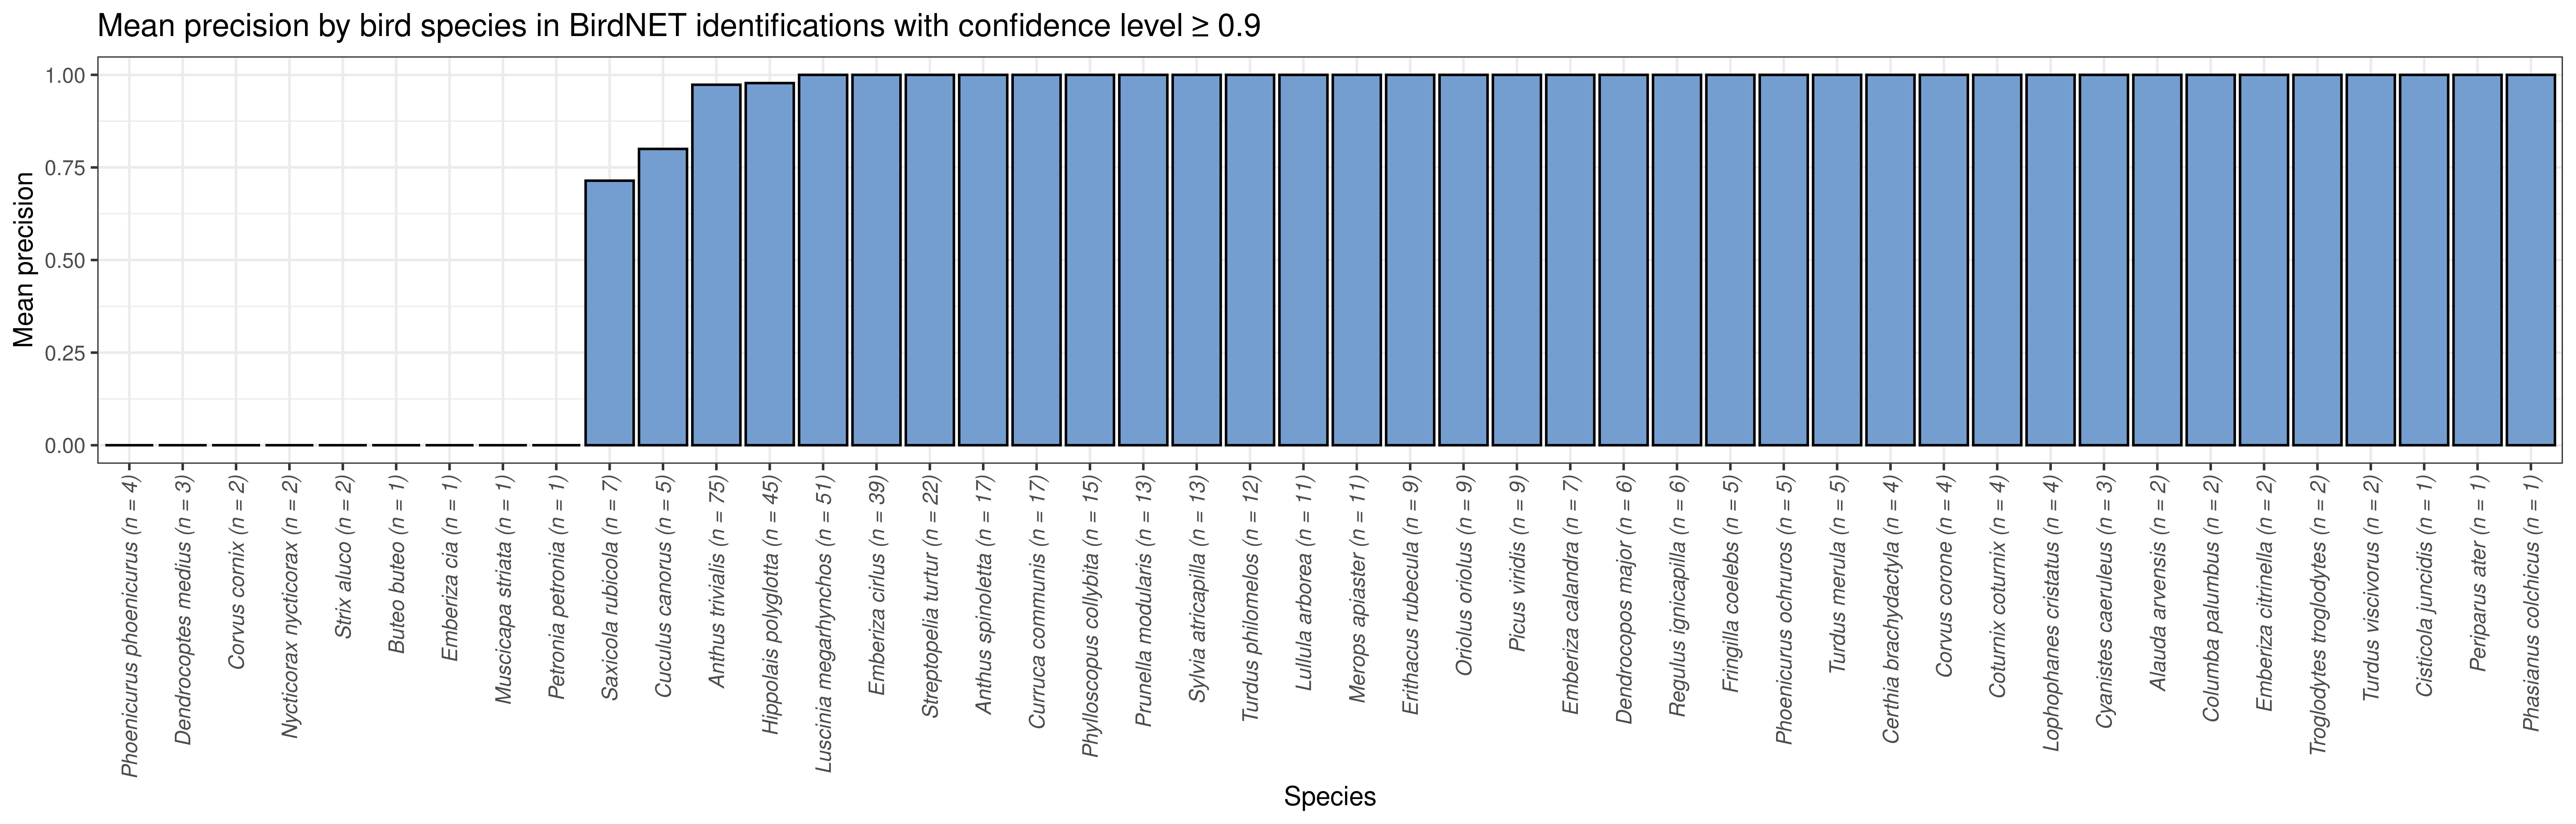 Mean precision by bird species in BirdNET identifications with confidence level ≥ 0.9
Mean precision
1.00
0.75
0.50
0.25
0.00
Phoenicurus phoenicurus (n = 4)
Dendrocoptes medius (n = 3)
Corvus cornix (n = 2)
Nycticorax nycticorax (n = 2)
Strix aluco (n = 2)
Buteo buteo (n = 1)
Emberiza cia (n = 1)
Muscicapa striata (n = 1)
Petronia petronia (n = 1)
Saxicola rubicola (n = 7)
Cuculus canorus (n = 5)
Anthus trivialis (n = 75)
Hippolais polyglotta (n = 45)
Luscinia megarhynchos (n = 51)
Emberiza cirlus (n = 39)
Streptopelia turtur (n = 22)
Anthus spinoletta (n = 17)
Curruca communis (n = 17)
Phylloscopus collybita (n = 15)
Prunella modularis (n = 13)
Sylvia atricapilla (n = 13)
Turdus philomelos (n = 12)
Lullula arborea (n = 11)
Merops apiaster (n = 11)
Erithacus rubecula (n = 9)
Oriolus oriolus (n = 9)
Picus viridis (n = 9)
Emberiza calandra (n = 7)
Dendrocopos major (n = 6)
Regulus ignicapilla (n = 6)
Fringilla coelebs (n = 5)
Phoenicurus ochruros (n = 5)
Turdus merula (n = 5)
Certhia brachydactyla (n = 4)
Corvus corone (n = 4)
Coturnix coturnix (n = 4)
Lophophanes cristatus (n = 4)
Cyanistes caeruleus (n = 3)
Alauda arvensis (n = 2)
Columba palumbus (n = 2)
Emberiza citrinella (n = 2)
Troglodytes troglodytes (n = 2)
Turdus viscivorus (n = 2)
Cisticola juncidis (n = 1)
Periparus ater (n = 1)
Phasianus colchicus (n = 1)
Species